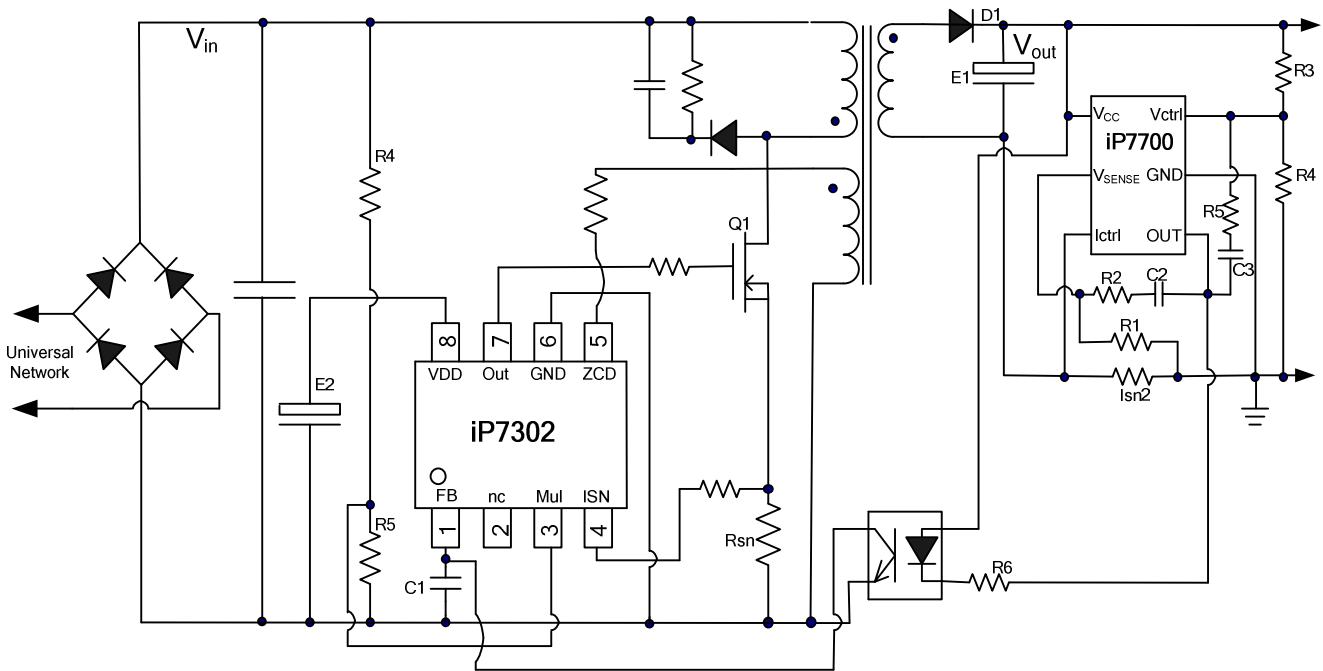 Vin
D1
Vout
E1
R3
VCC
Vctrl
iP7700
R4
R4
VSENSE
GND
R5
Q1
Ictrl
OUT
C3
R2
C2
Universal
Network
E2
8
7
6
5
R1
VDD
Out
GND
ZCD
Isn2
iP7302
FB
nc
Mul
ISN
R5
1
2
3
4
Rsn
C1
R6